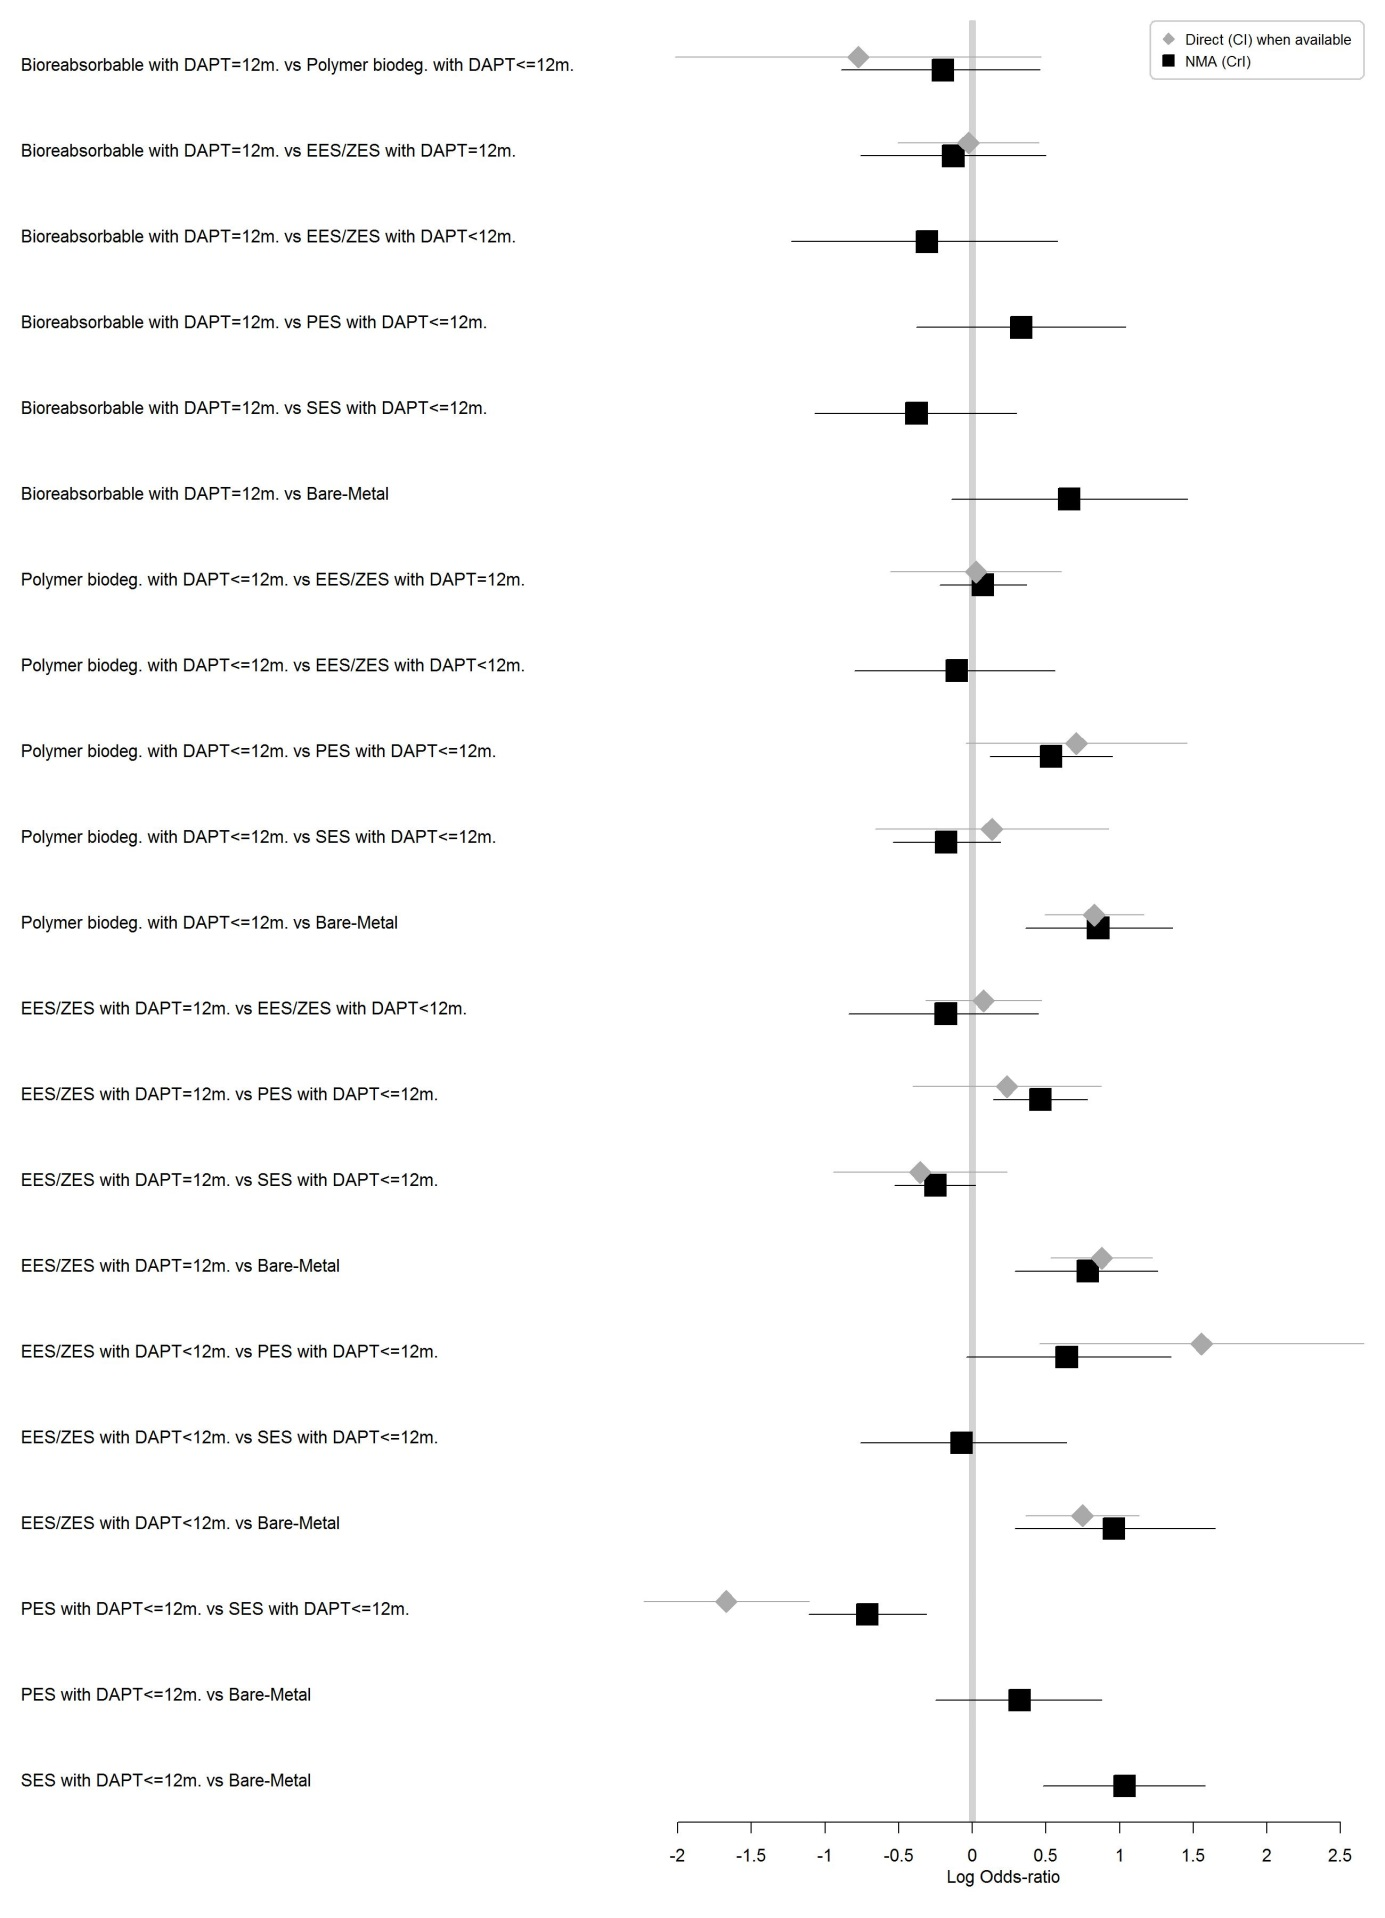 Direct (CI) when available
NMA (CrI)
Bioreabsorbable with DAPT=12m. vs Polymer biodeg. with DAPT<=12m.
Bioreabsorbable with DAPT=12m. vs EES/ZES with DAPT=12m.
Bioreabsorbable with DAPT=12m. vs EES/ZES with DAPT<12m.
Bioreabsorbable with DAPT=12m. vs PES with DAPT<=12m.
Bioreabsorbable with DAPT=12m. vs SES with DAPT<=12m.
Bioreabsorbable with DAPT=12m. vs Bare-Metal
Polymer biodeg. with DAPT<=12m. vs EES/ZES with DAPT=12m.
Polymer biodeg. with DAPT<=12m. vs EES/ZES with DAPT<12m.
Polymer biodeg. with DAPT<=12m. vs PES with DAPT<=12m.
Polymer biodeg. with DAPT<=12m. vs SES with DAPT<=12m.
Polymer biodeg. with DAPT<=12m. vs Bare-Metal
EES/ZES with DAPT=12m. vs EES/ZES with DAPT<12m.
EES/ZES with DAPT=12m. vs PES with DAPT<=12m.
EES/ZES with DAPT=12m. vs SES with DAPT<=12m.
EES/ZES with DAPT=12m. vs Bare-Metal
EES/ZES with DAPT<12m. vs PES with DAPT<=12m.
EES/ZES with DAPT<12m. vs SES with DAPT<=12m.
EES/ZES with DAPT<12m. vs Bare-Metal
PES with DAPT<=12m. vs SES with DAPT<=12m.
PES with DAPT<=12m. vs Bare-Metal
SES with DAPT<=12m. vs Bare-Metal
-2 -1.5 -1 -0.5 0 0.5 1 1.5 2 2.5
Log Odds-ratio